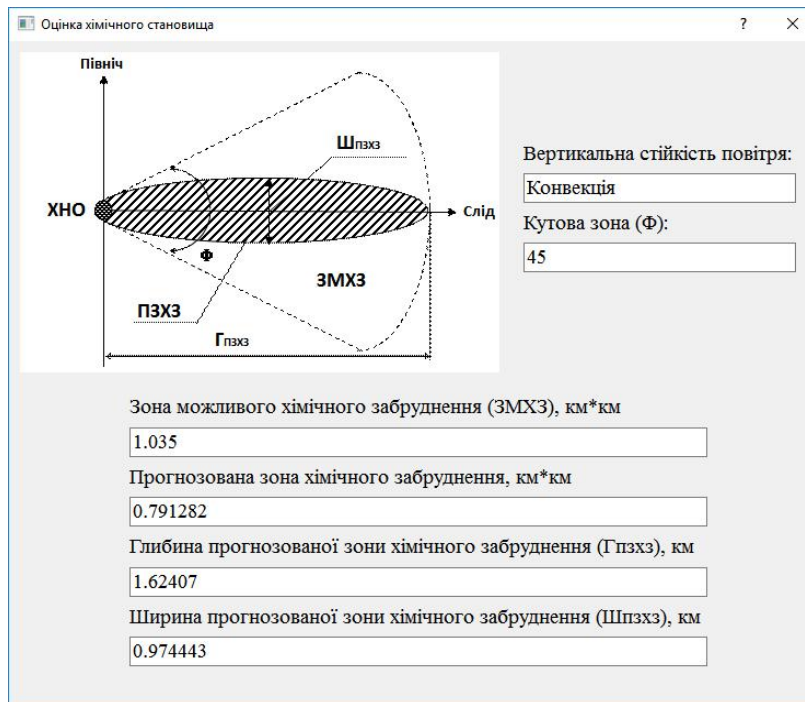 Оцінка хімічного становища
?
Північ
Шпзхз
ХНО
Слід
Ф
ЗМХЗ
ПЗХЗ
Гпзхз
Вертикальна стійкість повітря:
Конвекція
Кутова зона (Ф):
45
Зона можливого хімічного забруднення (ЗМХЗ), км*км
1.035
Прогнозована зона хімічного забруднення, км*км
0.791282
Глибина прогнозованої зони хімічного забруднення (Гпзхз), км
1.62407
Ширина прогнозованої зони хімічного забруднення (Шпзхз), км
0.974443